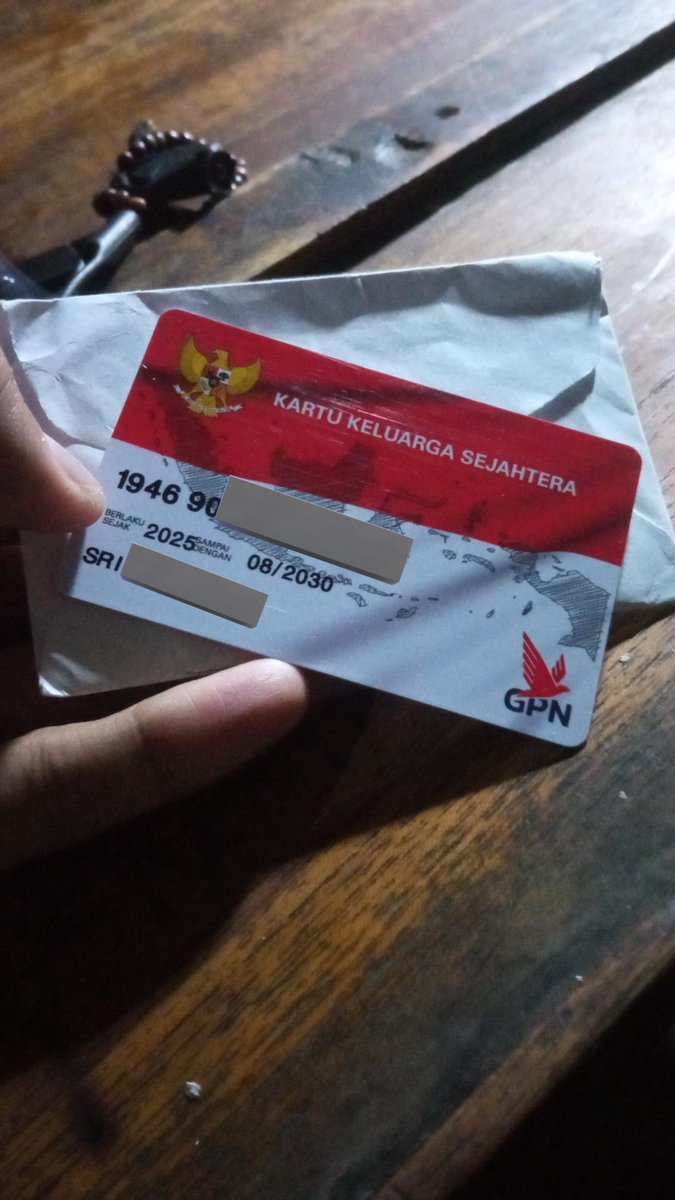 KARTU KELUARGA SEJAHTERA
1946 90
BERLAKU SEJAK 2025 SAMPAI DENGAN 08/2030
SRI
GPN